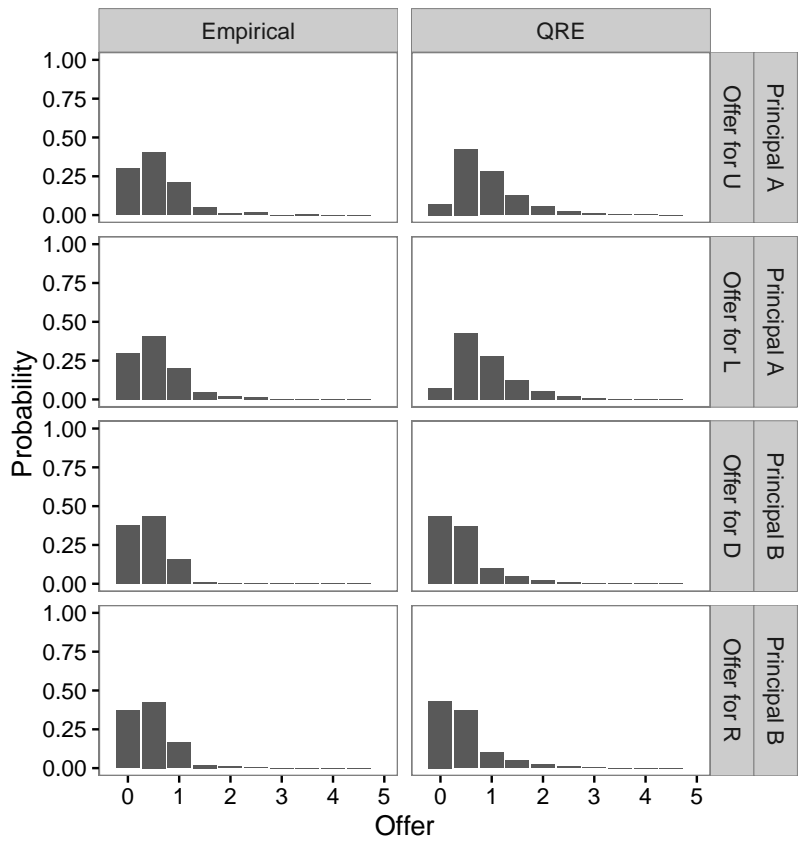 Empirical
QRE
Probability
1.00
0.75
0.50
0.25
0.00
Offer for U
Principal A
1.00
0.75
0.50
0.25
0.00
Offer for L
Principal A
1.00
0.75
0.50
0.25
0.00
Offer for D
Principal B
1.00
0.75
0.50
0.25
0.00
Offer for R
Principal B
0 1 2 3 4 5
0 1 2 3 4 5
Offer